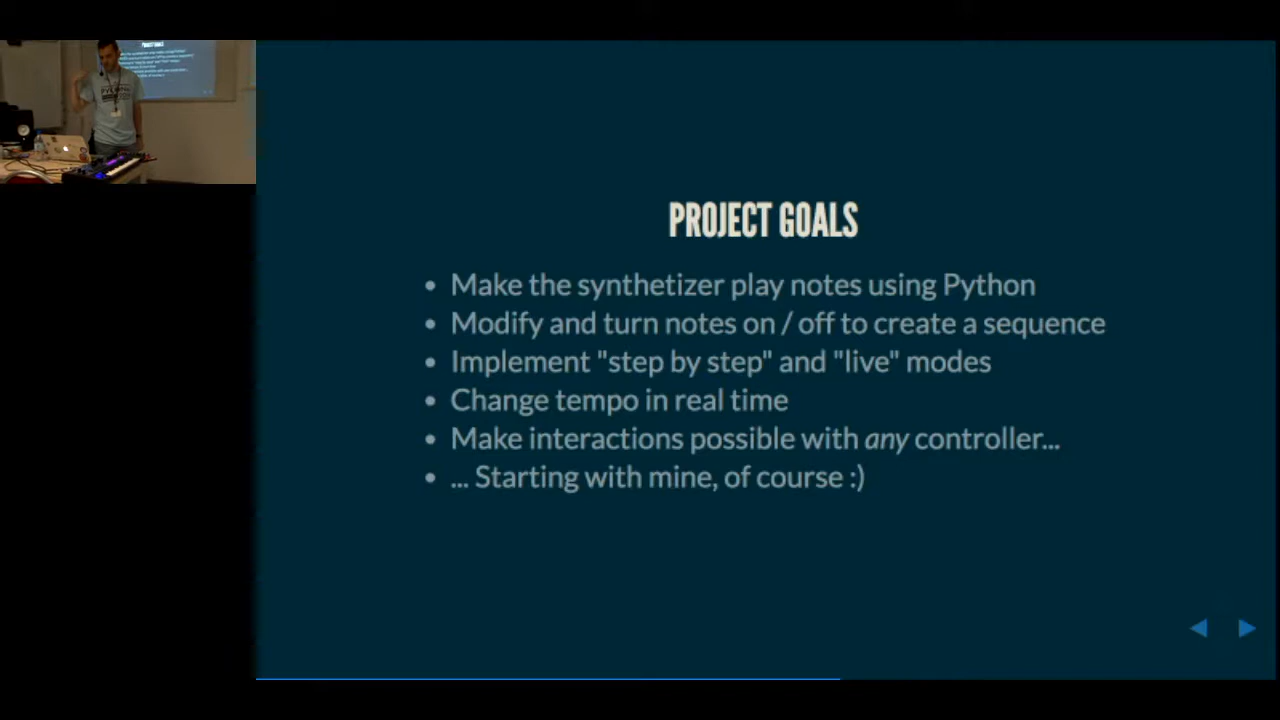 PROJECT GOALS
• Make the synthetizer play notes using Python
• Modify and turn notes on / off to create a sequence
• Implement "step by step" and "live" modes
• Change tempo in real time
• Make interactions possible with any controller...
• ... Starting with mine, of course :)
PROJECT GOALS